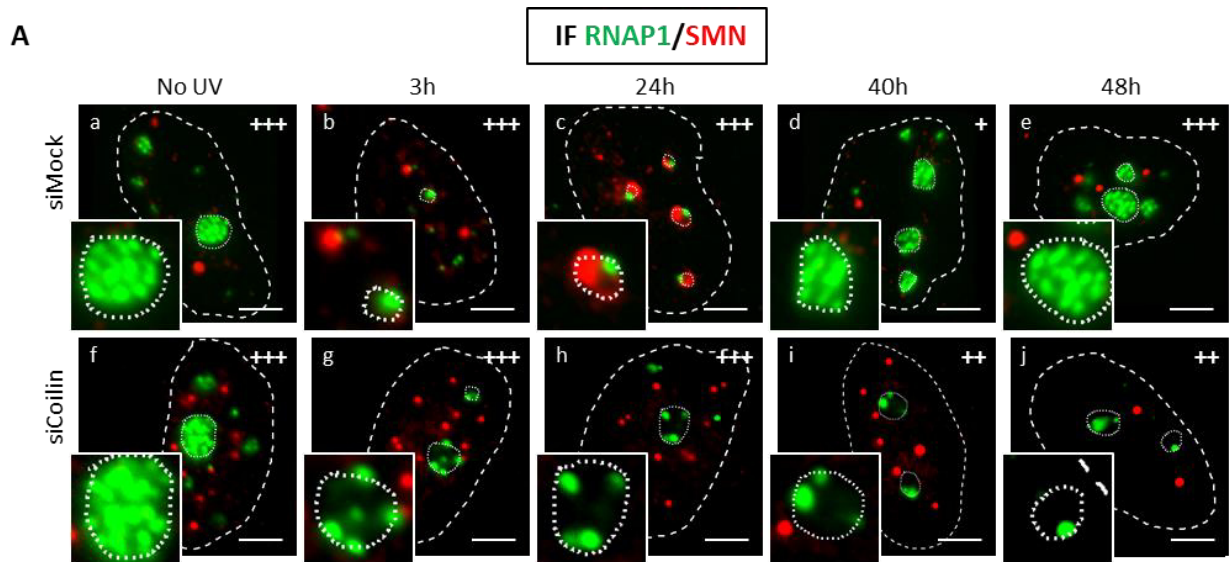 A
IF RNAP1/SMN
No UV 3h 24h 40h 48h
siMock
a +++ b +++ c +++ d + e +++
siCoilin
f +++ g +++ h +++ i ++ j ++